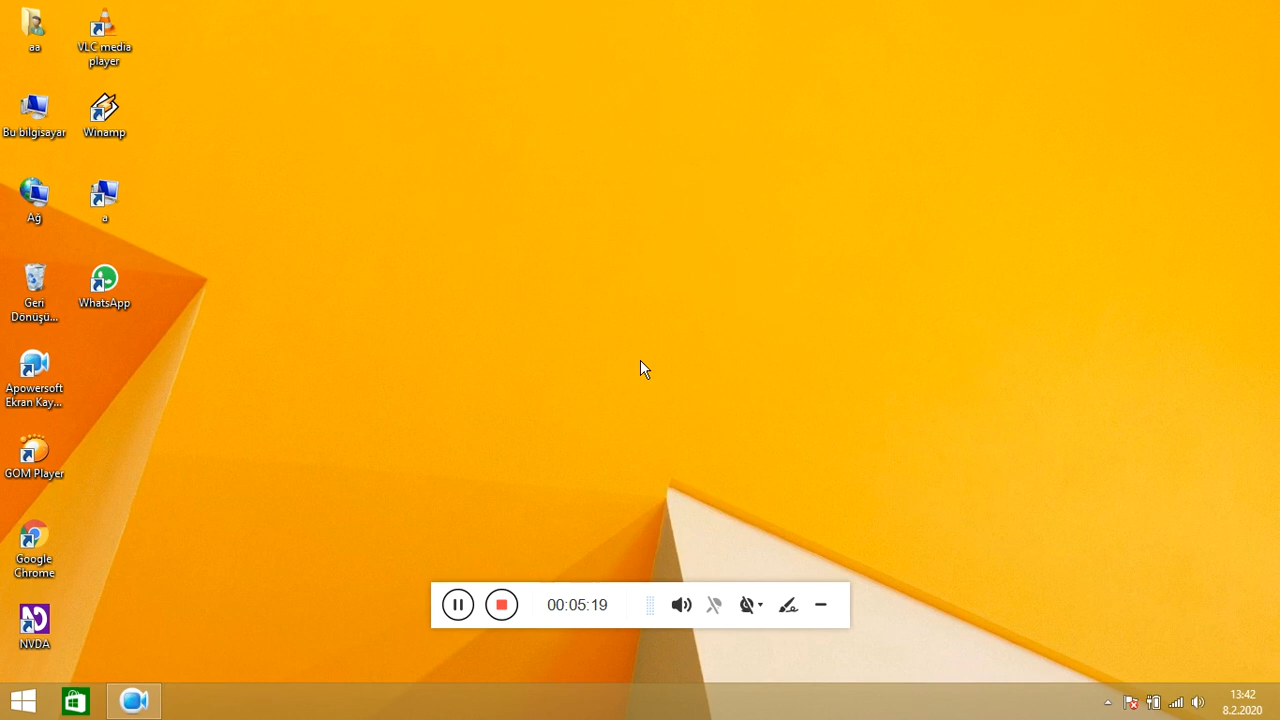 aa
VLC media
player
Bu bilgisayar
Winamp
Ağ
a
Geri
Dönüşü...
WhatsApp
Apowersoft
Ekran Kay...
GOM Player
Google
Chrome
NVDA
00:05:19
13:42
8.2.2020